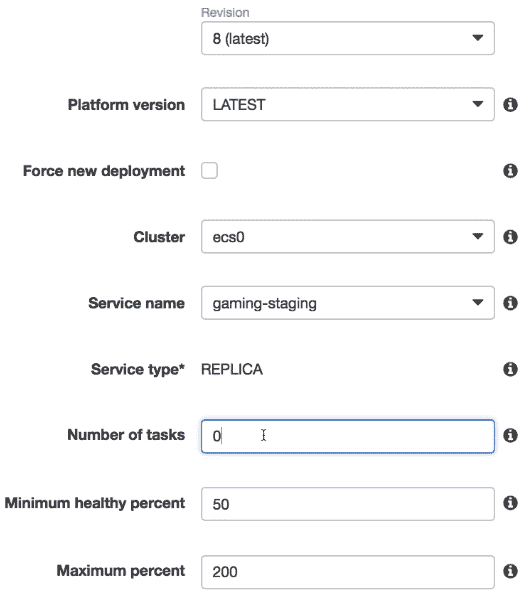 Revision
8 (latest)
Platform version LATEST
Force new deployment
Cluster ecs0
Service name gaming-staging
Service type* REPLICA
Number of tasks 0
Minimum healthy percent 50
Maximum percent 200